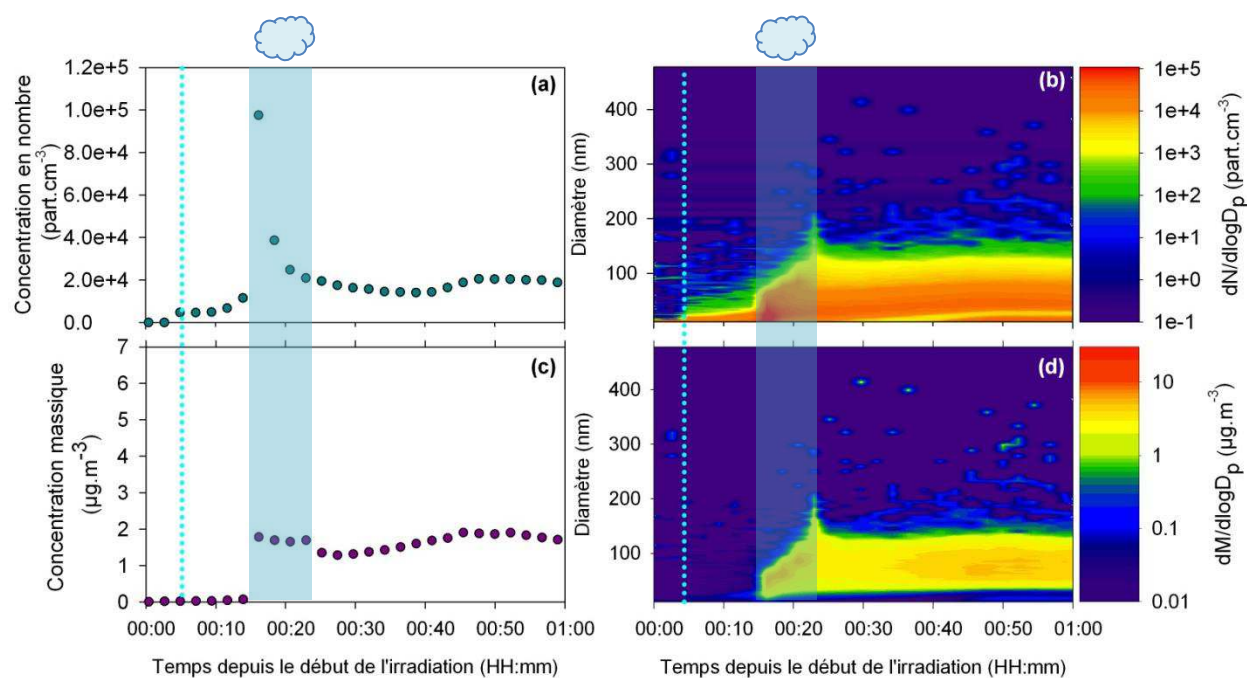 (a)
1.2e+5
1.0e+5
8.0e+4
6.0e+4
4.0e+4
2.0e+4
0.0
Concentration en nombre
(part.cm-3)
(b)
400
300
200
100
Diamètre (nm)
1e+5
1e+4
1e+3
1e+2
1e+1
1e+0
1e-1
dN/dlogDp (part.cm-3)
(c)
7
6
5
4
3
2
1
0
Concentration massique
(µg.m-3)
00:00 00:10 00:20 00:30 00:40 00:50 01:00
Temps depuis le début de l'irradiation (HH:mm)
(d)
400
300
200
100
Diamètre (nm)
10
1
0.1
0.01
dM/dlogDp (µg.m-3)
00:00 00:10 00:20 00:30 00:40 00:50 01:00
Temps depuis le début de l'irradiation (HH:mm)